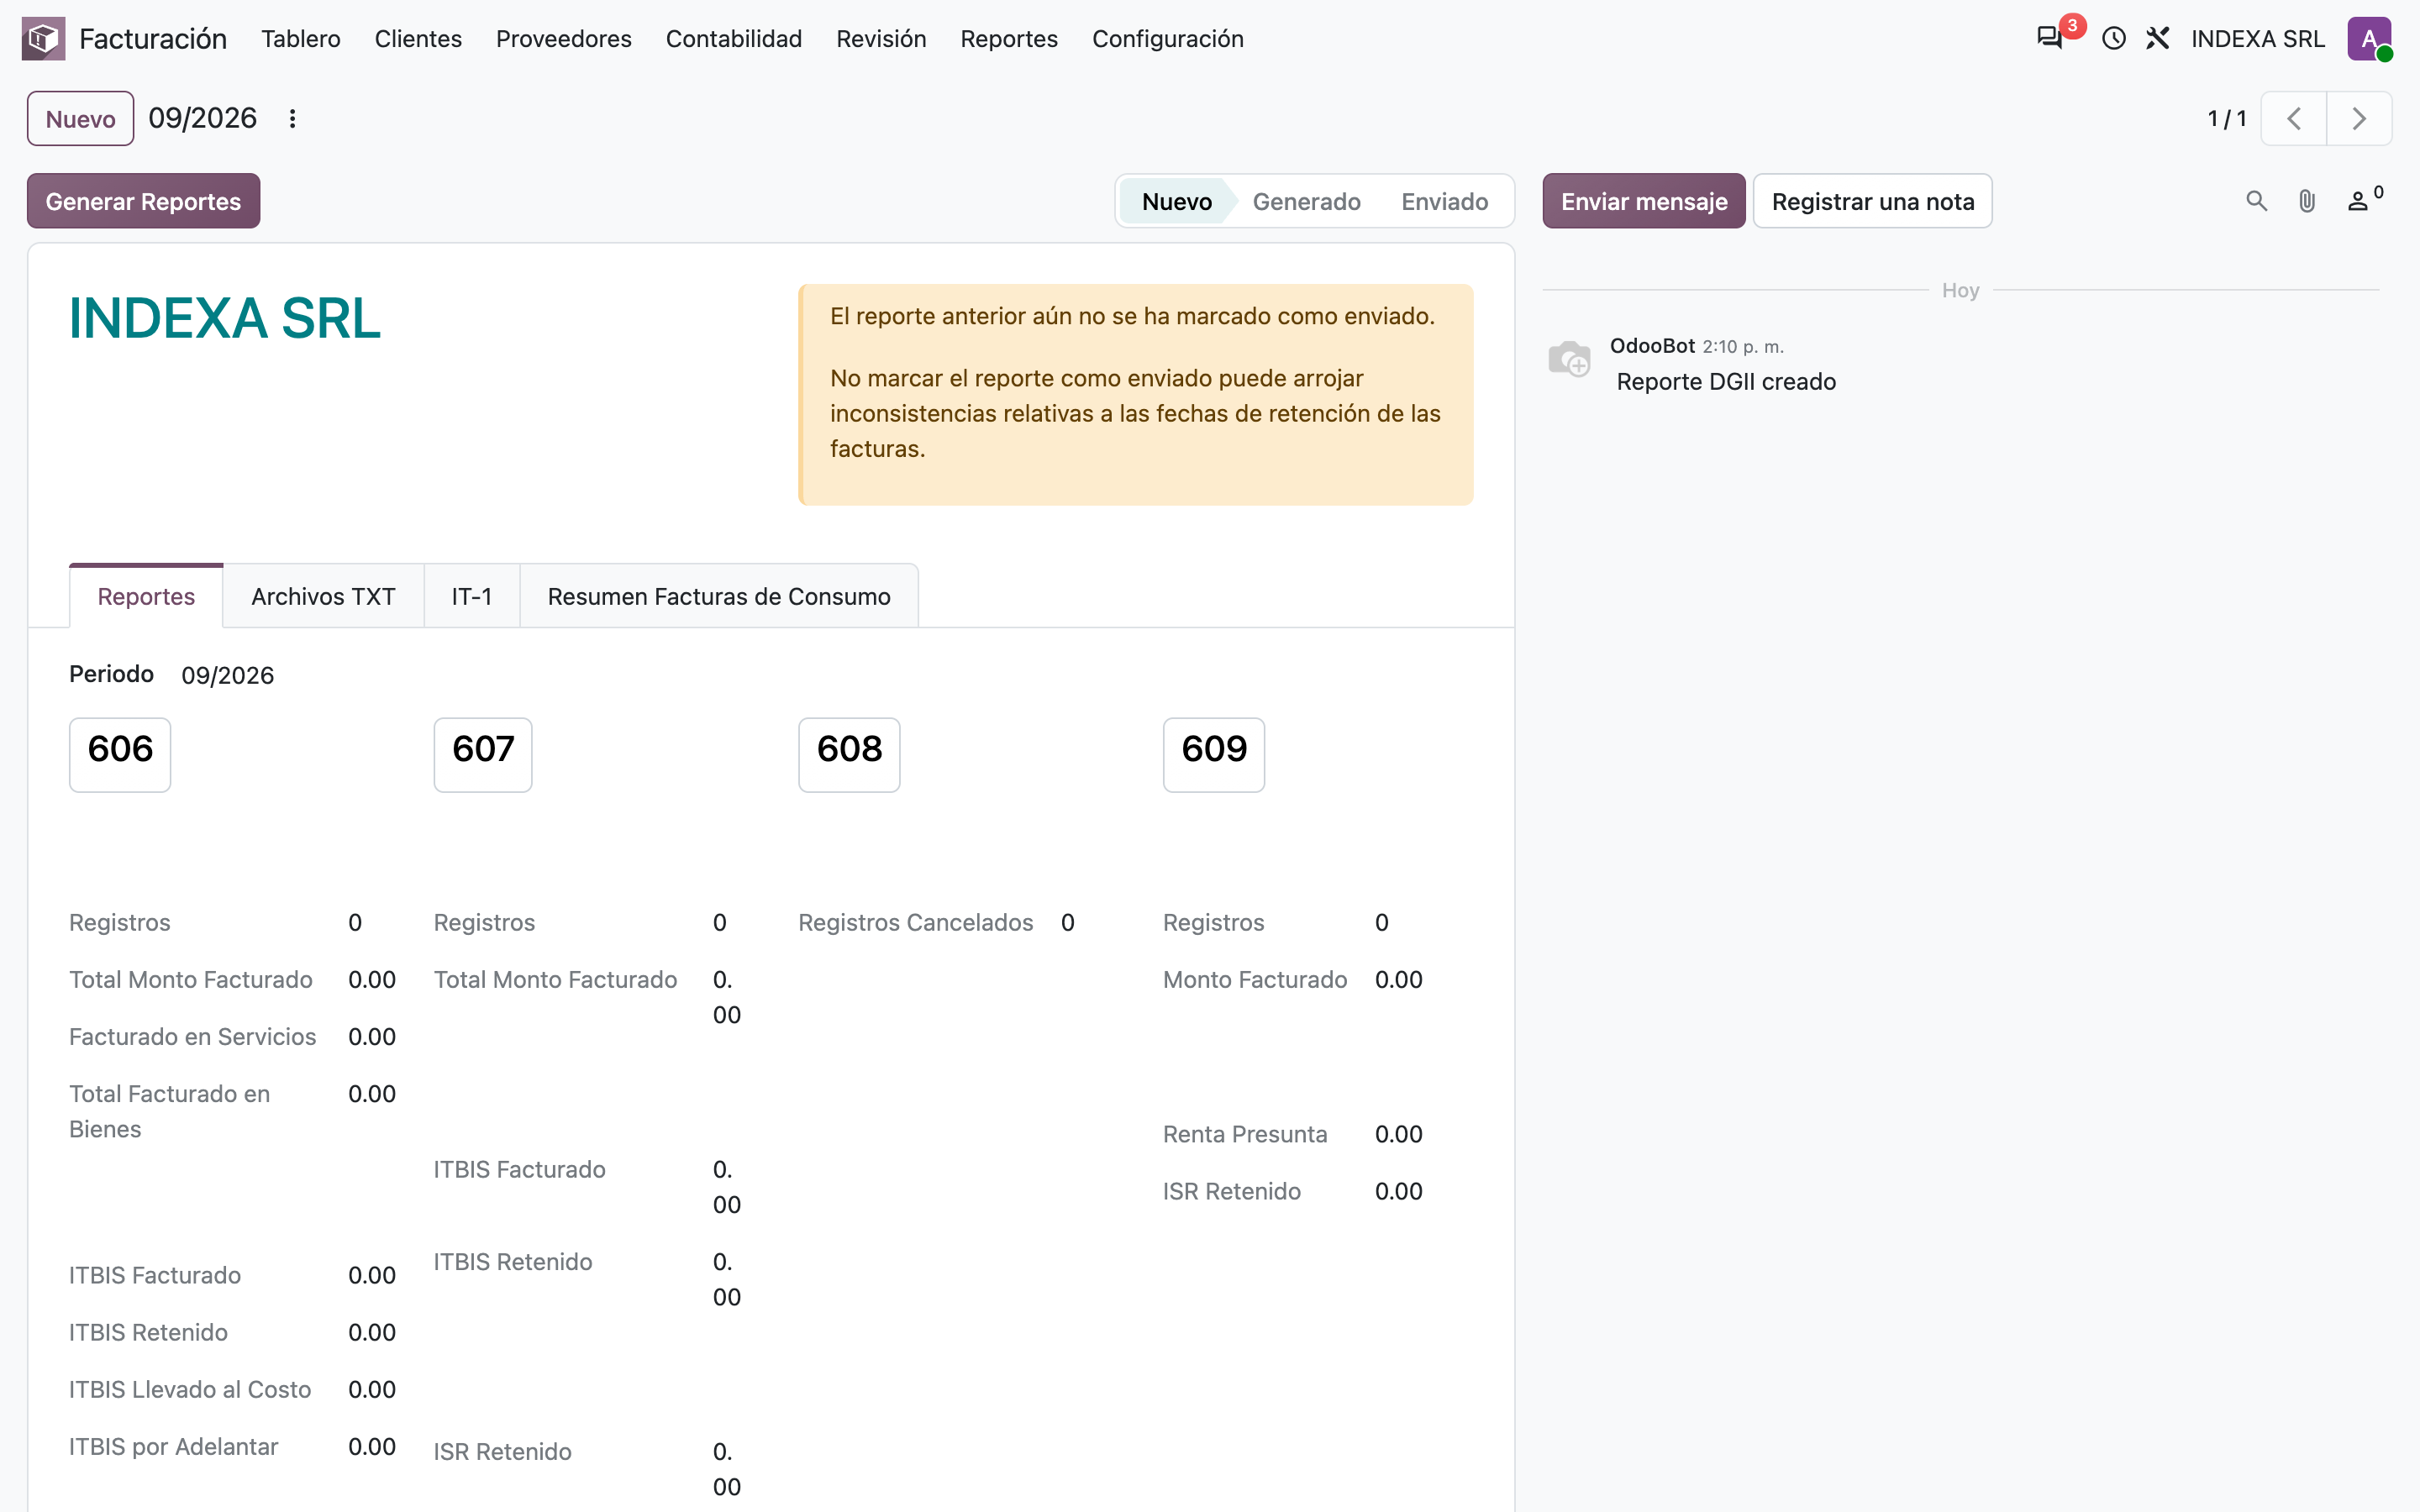 Facturación Tablero Clientes Proveedores Contabilidad Revisión Reportes Configuración 3 INDEXA SRL A
Nuevo 09/2026 1 / 1
Generar Reportes Nuevo Generado Enviado Enviar mensaje Registrar una nota 0
INDEXA SRL
El reporte anterior aún no se ha marcado como enviado.
No marcar el reporte como enviado puede arrojar
inconsistencias relativas a las fechas de retención de las
facturas.
Hoy
OdooBot 2:10 p. m.
Reporte DGII creado
Reportes Archivos TXT IT-1 Resumen Facturas de Consumo
Periodo 09/2026
606 607 608 609
Registros 0 Registros 0 Registros Cancelados 0 Registros 0
Total Monto Facturado 0.00 Total Monto Facturado 0. Monto Facturado 0.00
00
Facturado en Servicios 0.00
Total Facturado en 0.00
Bienes
Renta Presunta 0.00
ITBIS Facturado 0.
00
ISR Retenido 0.00
ITBIS Retenido 0.
00
ITBIS Facturado 0.00
ITBIS Retenido 0.00
ITBIS Llevado al Costo 0.00
ITBIS por Adelantar 0.00 ISR Retenido 0.
00